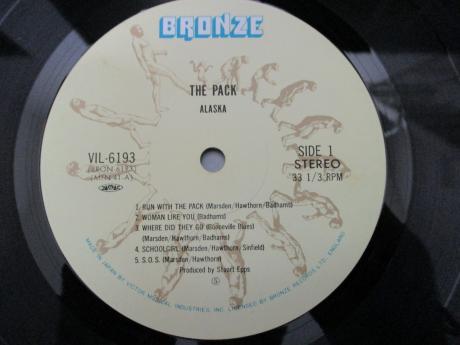 BRONZE
THE PACK
ALASKA
VIL-6193
SIDE 1
STEREO
33 1/3 RPM
1. RUN WITH THE PACK (Marsden/Hawthorn/Badhams)
2. WOMAN LIKE YOU (Badhams)
3. WHERE DID THEY GO (Blues)
(Marsden/Hawthorn/Badhams)
4. SCHOOLGIRL (Marsden/Hawthorn/Sinfield)
5. S.O.S (Marsden/Hawthorn)
Produced by Stuart Epps
S
MADE IN JAPAN BY VICTOR MUSICAL INDUSTRIES, INC. LICENSED BY BRONZE RECORDS LTD., ENGLAND